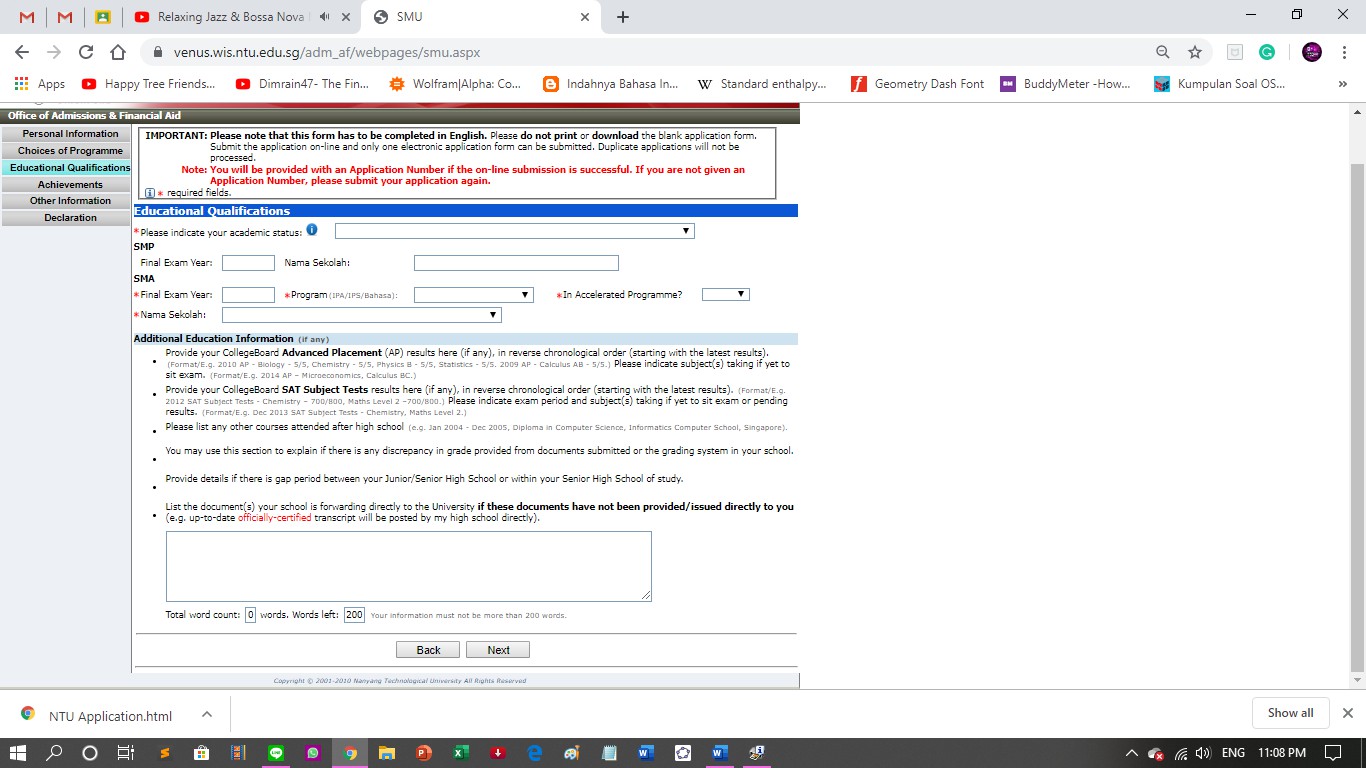 Relaxing Jazz & Bossa Nova
SMU
venus.wis.ntu.edu.sg/adm_af/webpages/smu.aspx
Apps
Happy Tree Friends...
Dimrain47- The Fin...
Wolfram|Alpha: Co...
Indahnya Bahasa In...
Standard enthalpy...
Geometry Dash Font
BuddyMeter -How...
Kumpulan Soal OS...
Office of Admissions & Financial Aid
Personal Information
Choices of Programme
Educational Qualifications
Achievements
Other Information
Declaration
IMPORTANT: Please note that this form has to be completed in English. Please do not print or download the blank application form.
Submit the application on-line and only one electronic application form can be submitted. Duplicate applications will not be
processed.
Note: You will be provided with an Application Number if the on-line submission is successful. If you are not given an
Application Number, please submit your application again.
* required fields.
Educational Qualifications
*Please indicate your academic status:
SMP
Final Exam Year: Nama Sekolah:
SMA
*Final Exam Year: *Program (IPA/IPS/Bahasa): *In Accelerated Programme?
*Nama Sekolah:
Additional Education Information (if any)
Provide your CollegeBoard Advanced Placement (AP) results here (if any), in reverse chronological order (starting with the latest results).
(Format/E.g. 2010 AP - Biology - 5/5, Chemistry - 5/5, Physics B - 5/5, Statistics - 5/5. 2009 AP - Calculus AB - 5/5.) Please indicate subject(s) taking if yet to
sit exam. (Format/E.g. 2014 AP – Microeconomics, Calculus BC.)
Provide your CollegeBoard SAT Subject Tests results here (if any), in reverse chronological order (starting with the latest results). (Format/E.g.
2012 SAT Subject Tests - Chemistry – 700/800, Maths Level 2 –700/800.) Please indicate exam period and subject(s) taking if yet to sit exam or pending
results. (Format/E.g. Dec 2013 SAT Subject Tests - Chemistry, Maths Level 2.)
Please list any other courses attended after high school (e.g. Jan 2004 - Dec 2005, Diploma in Computer Science, Informatics Computer School, Singapore).
You may use this section to explain if there is any discrepancy in grade provided from documents submitted or the grading system in your school.
Provide details if there is gap period between your Junior/Senior High School or within your Senior High School of study.
List the document(s) your school is forwarding directly to the University if these documents have not been provided/issued directly to you
(e.g. up-to-date officially-certified transcript will be posted by my high school directly).
Total word count: 0 words. Words left: 200 Your information must not be more than 200 words.
Back Next
Copyright © 2001-2010 Nanyang Technological University All Rights Reserved
NTU Application.html
Show all
ENG 11:08 PM